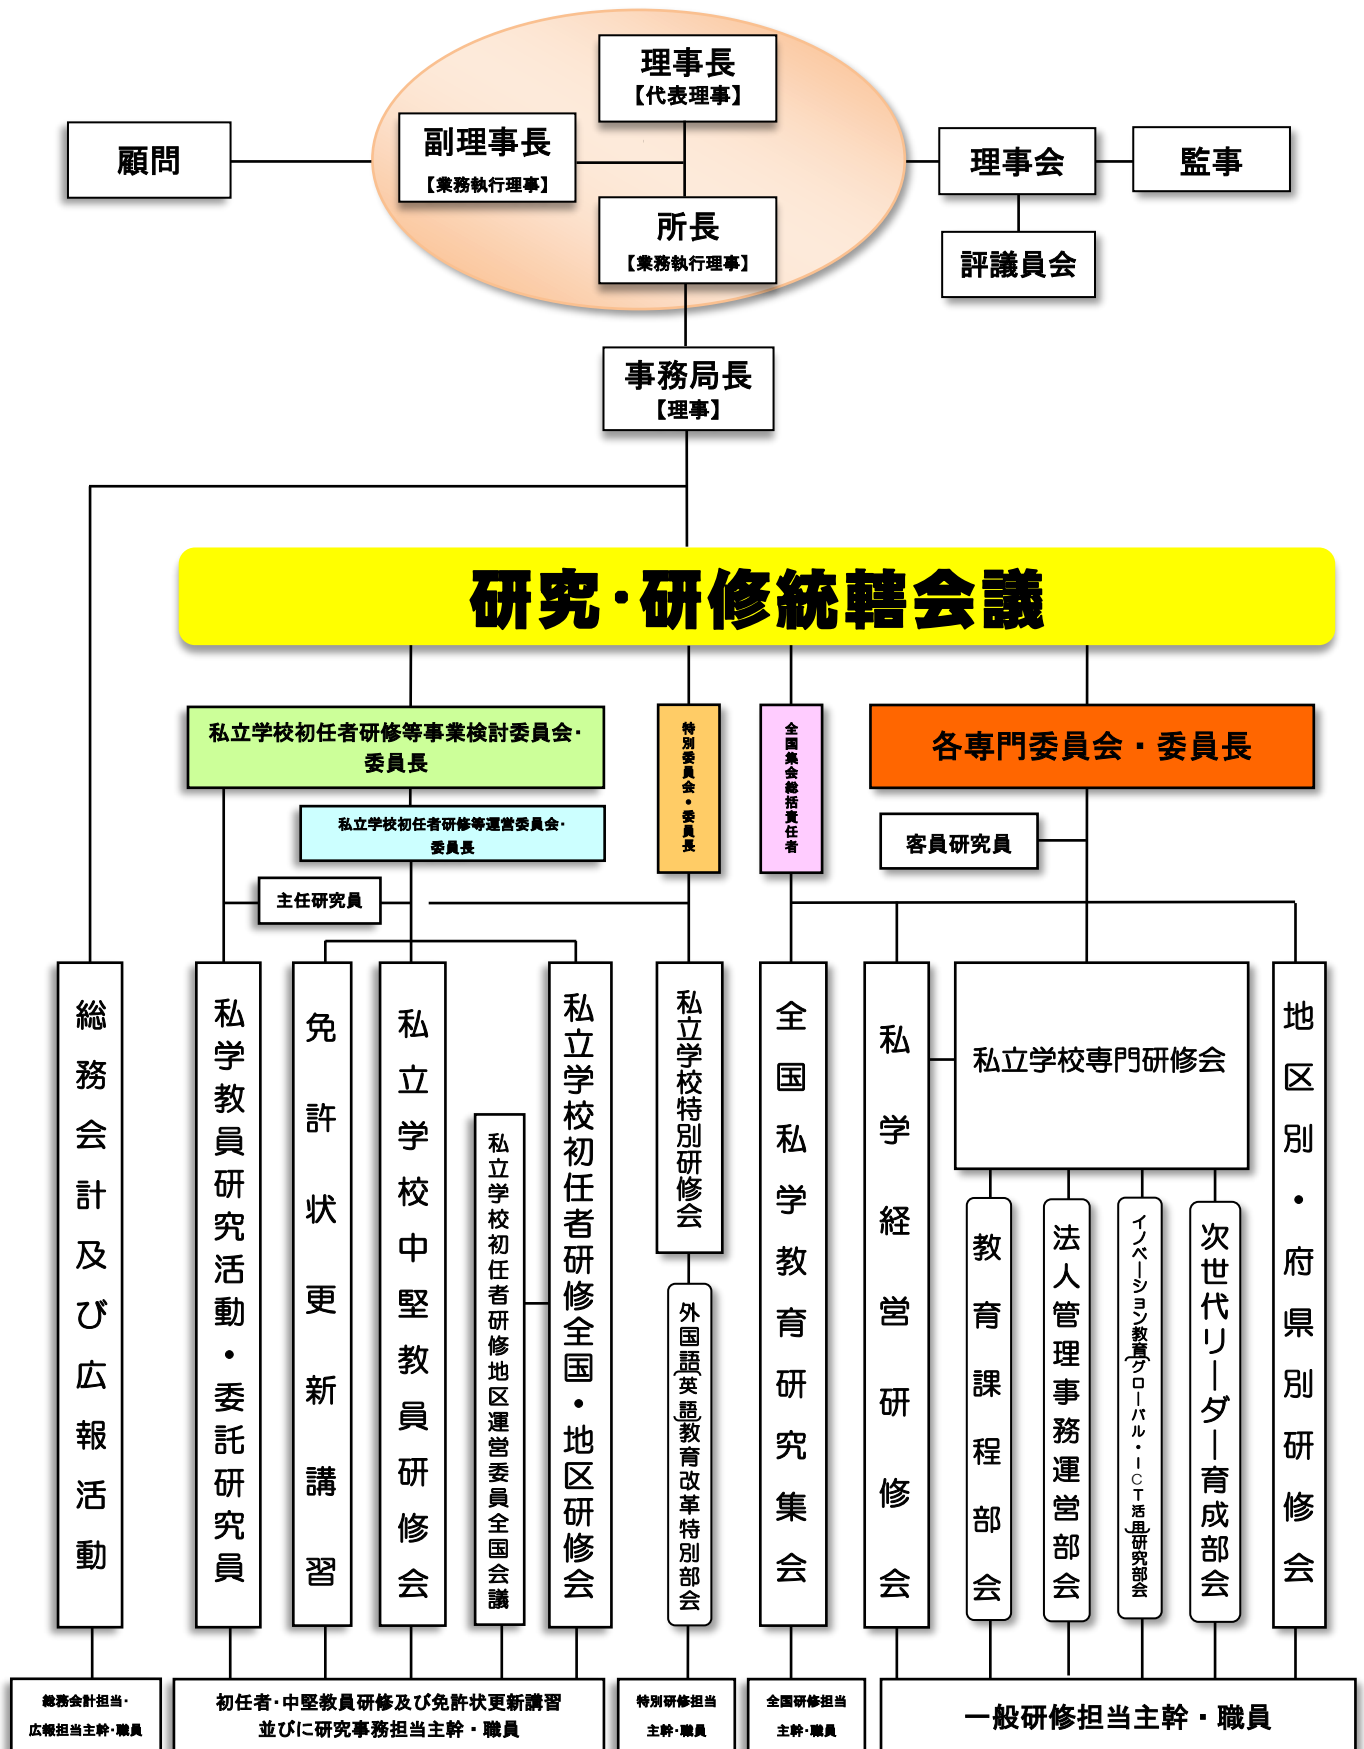 理事長
【代表理事】
副理事長
【業務執行理事】
顧問
理事会
監事
所長
【業務執行理事】
評議員会
事務局長
【理事】
研究・研修統轄会議
私立学校初任者研修等事業検討委員会・
委員長
特別委員会・委員長
全国集会総括責任者
各専門委員会・委員長
私立学校初任者研修等運営委員会・
委員長
客員研究員
主任研究員
総務会計及び広報活動
私学教員研究活動・委託研究員
免許状更新講習
私立学校中堅教員研修会
私立学校初任者研修地区運営委員全国会議
私立学校初任者研修全国・地区研修会
私立学校特別研修会
外国語(英語)教育改革特別部会
全国私学教育研究集会
私学経営研修会
私立学校専門研修会
教育課程部会
法人管理事務運営部会
イノベーション教育(グローバル・ICT活用)研究部会
次世代リーダー育成部会
地区別・府県別研修会
総務会計担当・
広報担当主幹・職員
初任者・中堅教員研修及び免許状更新講習
並びに研究事務担当主幹・職員
特別研修担当
主幹・職員
全国研修担当
主幹・職員
一般研修担当主幹・職員